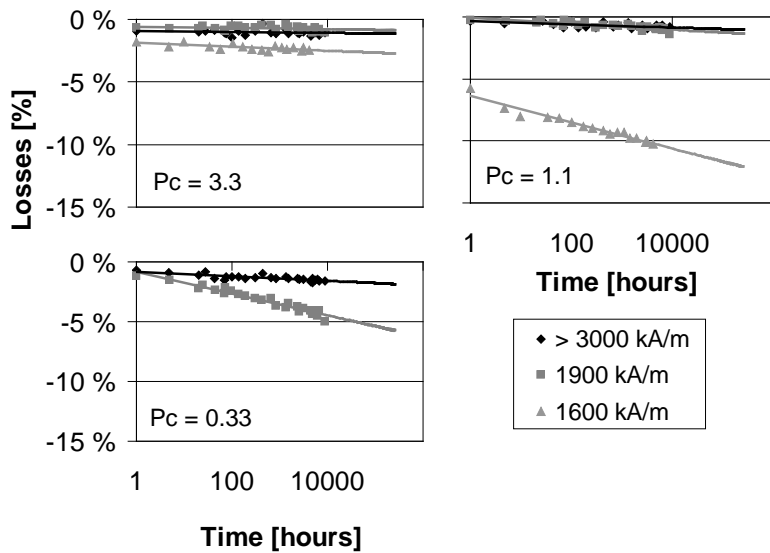 0 %
-5 %
-10 %
-15 %
Losses [%]
Pc = 3.3
Pc = 1.1
1 100 10000
Time [hours]
0 %
-5 %
-10 %
-15 %
Pc = 0.33
1 100 10000
Time [hours]
> 3000 kA/m
1900 kA/m
1600 kA/m